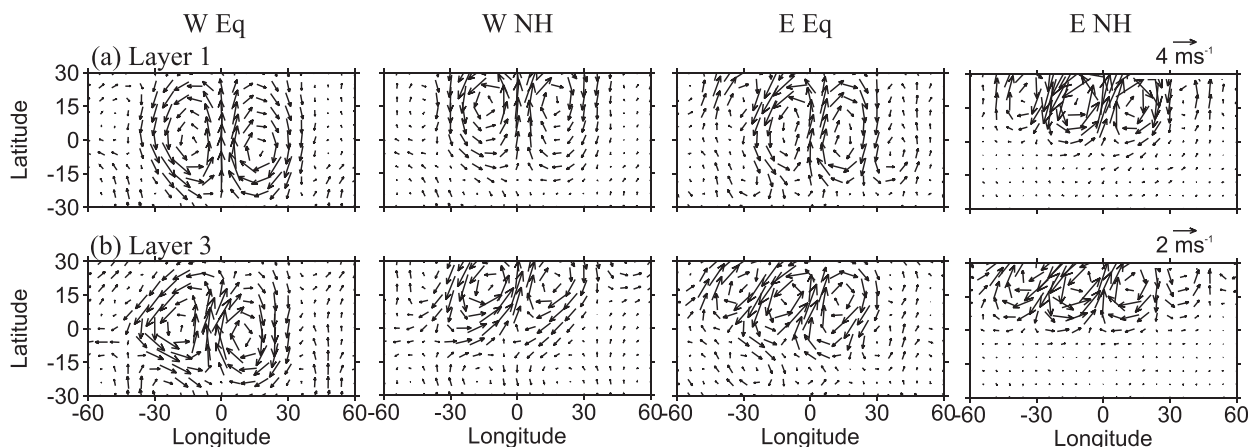 W Eq W NH E Eq E NH
(a) Layer 1 4 ms⁻¹
30
15
0
-15
-30
Latitude
(b) Layer 3 2 ms⁻¹
30
15
0
-15
-30
Latitude
-60 -30 0 30 60 -60 -30 0 30 60 -60 -30 0 30 60 -60 -30 0 30 60
Longitude Longitude Longitude Longitude